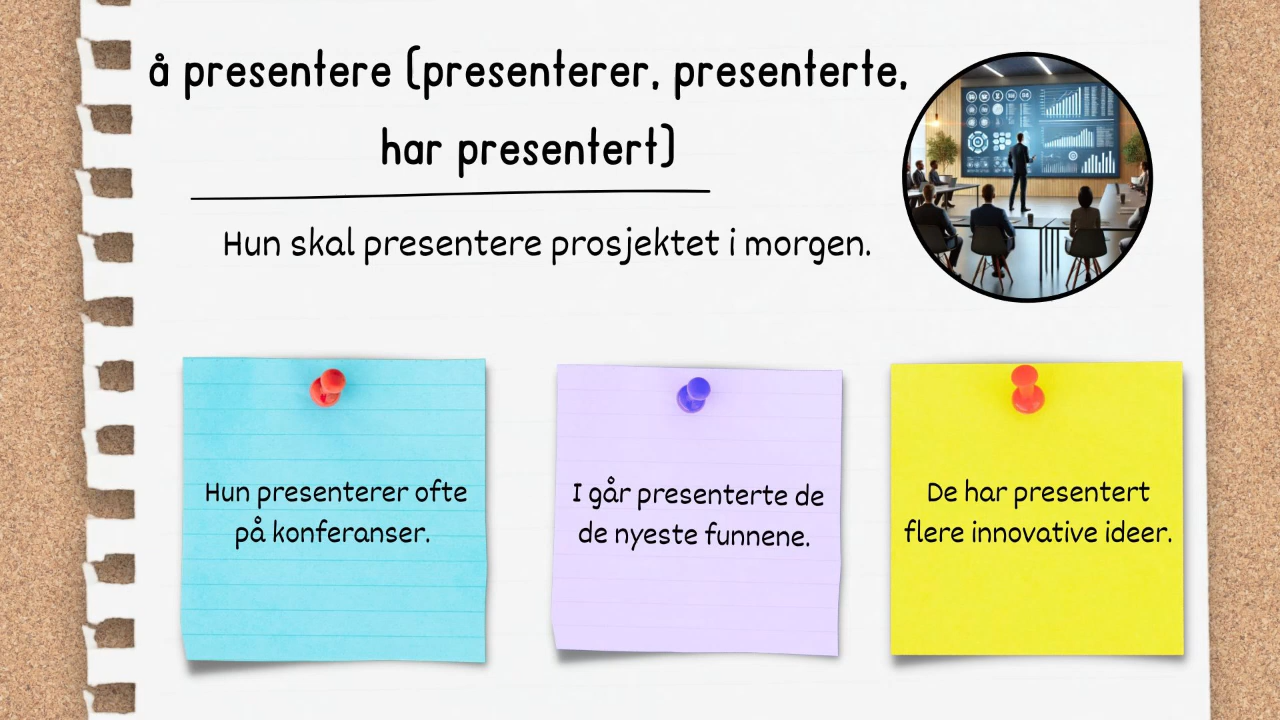 å presentere (presenterer, presenterte,
har presentert)
Hun skal presentere prosjektet i morgen.
Hun presenterer ofte
på konferanser.
I går presenterte de
de nyeste funnene.
De har presentert
flere innovative ideer.